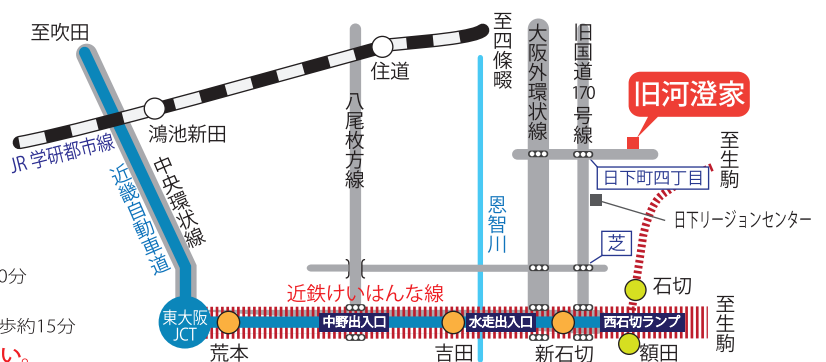 至吹田
至四條畷
大阪外環状線
旧国道170号線
住道
旧河澄家
八尾枚方線
鴻池新田
JR 学研都市線
近畿自動車道
中央環状線
至生駒
日下町四丁目
日下リージョンセンター
恩智川
芝
0分
石切
近鉄けいはんな線
至生駒
東大阪
JCT
中野出入口
水走出入口
西石切ランプ
歩約15分
荒本
吉田
新石切
額田
い。